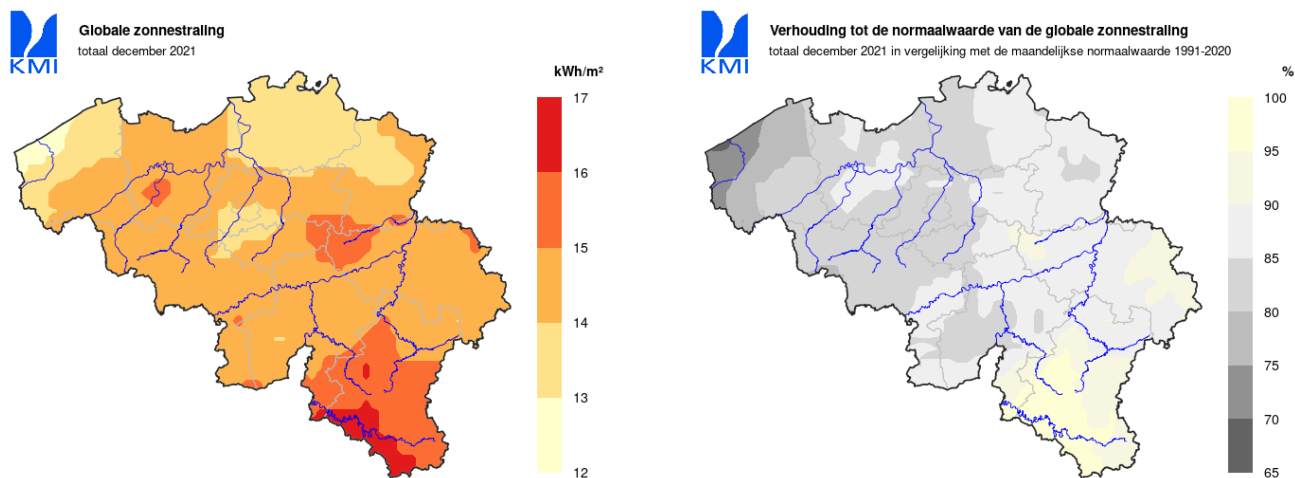 KMI
Globale zonnestraling
totaal december 2021
kWh/m²
17
16
15
14
13
12
KMI
Verhouding tot de normaalwaarde van de globale zonnestraling
totaal december 2021 in vergelijking met de maandelijkse normaalwaarde 1991-2020
%
100
95
90
85
80
75
70
65